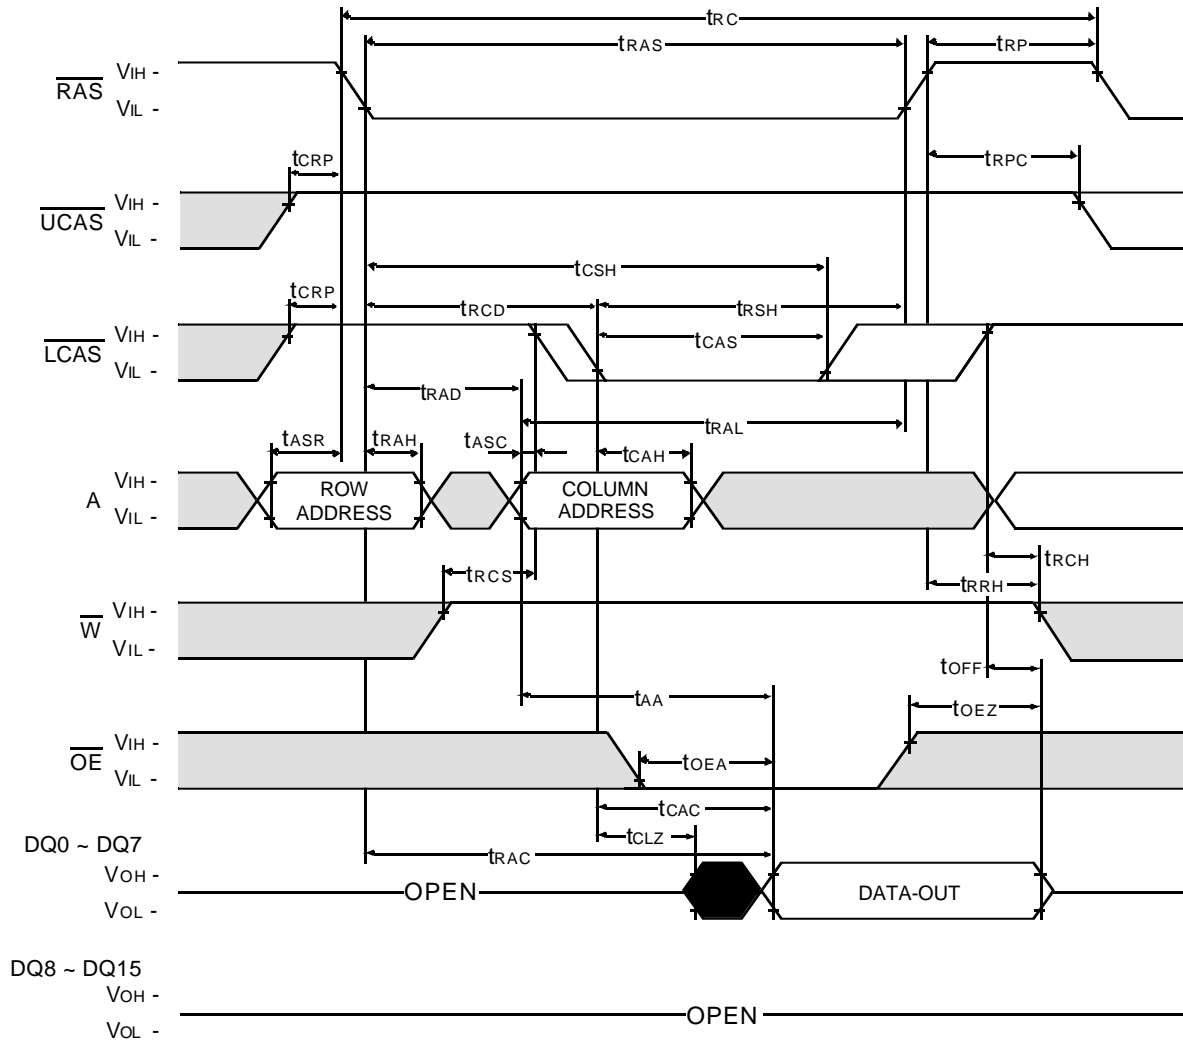 tRC
tRAS
tRP
RAS
VIH -
VIL -
tCRP
tRPC
UCAS
VIH -
VIL -
tCSH
tCRP
tRCD
tRSH
LCAS
VIH -
VIL -
tCAS
tRAD
tRAL
tASR
tRAH
tASC
tCAH
A
VIH -
VIL -
ROW
ADDRESS
COLUMN
ADDRESS
tRCH
tRCS
tRRH
W
VIH -
VIL -
tOFF
tAA
tOEZ
OE
VIH -
VIL -
tOEA
tCAC
tCLZ
tRAC
DQ0 ~ DQ7
VOH -
VOL -
OPEN
DATA-OUT
DQ8 ~ DQ15
VOH -
VOL -
OPEN